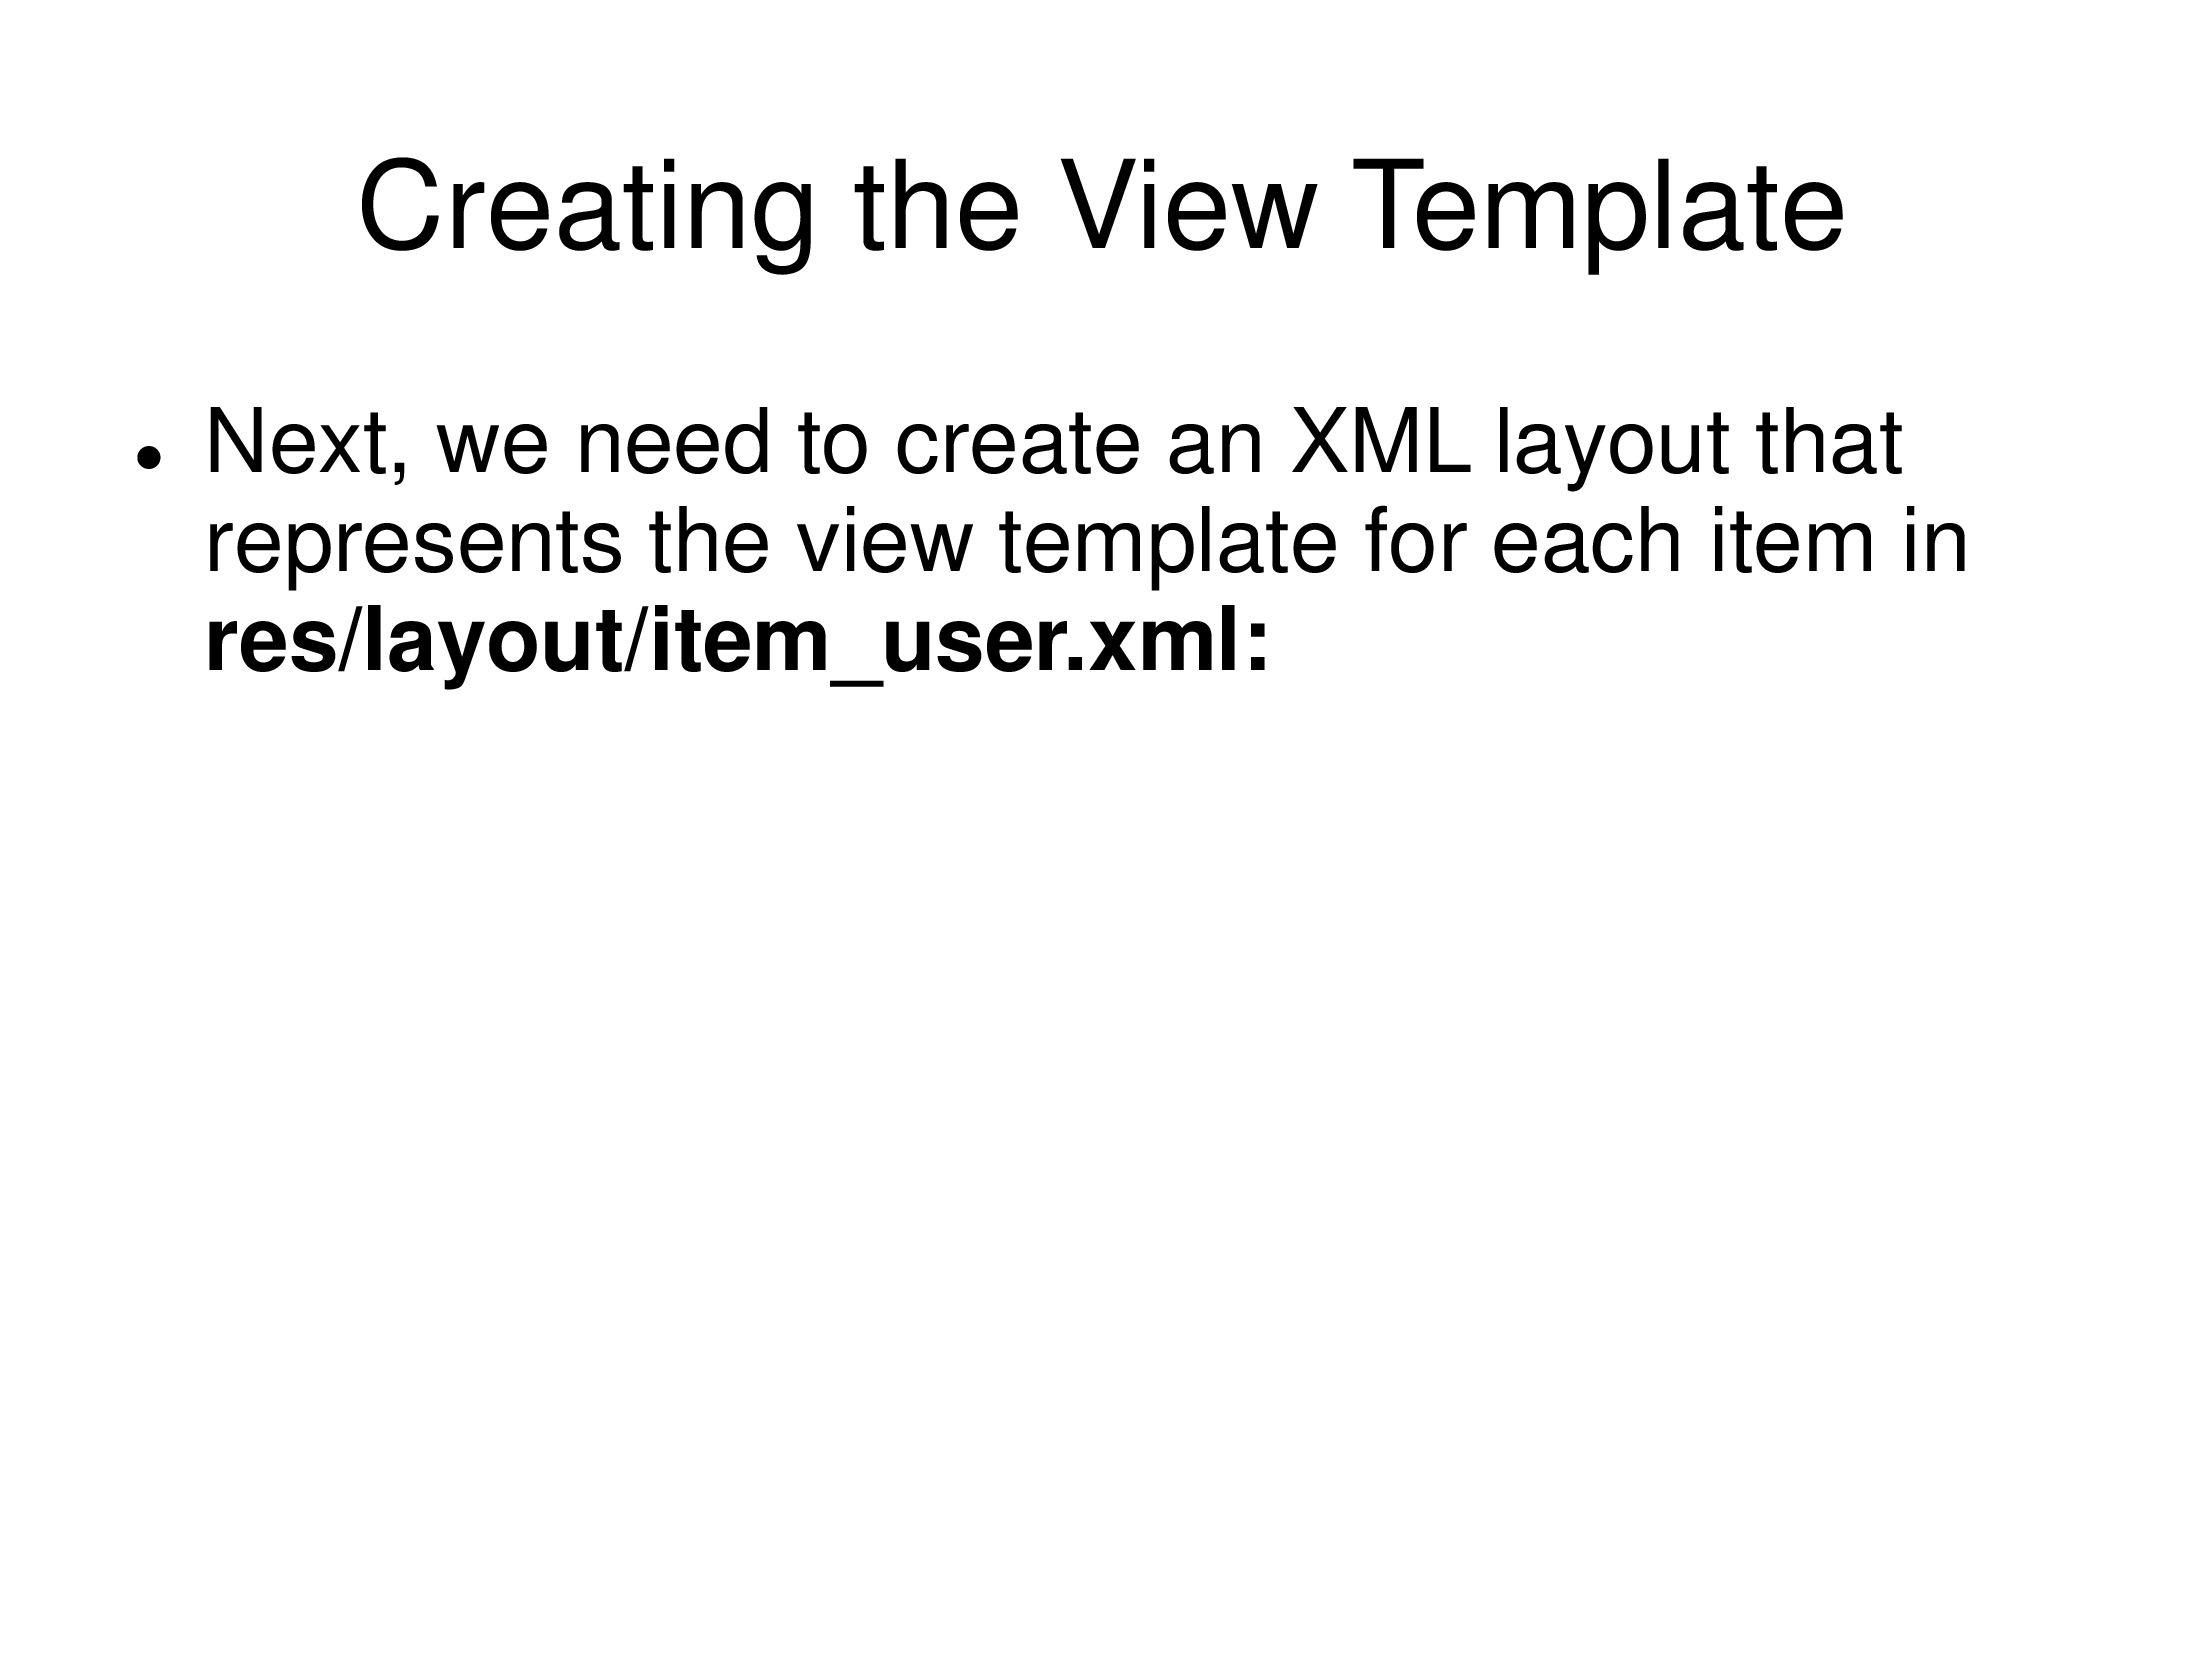 Creating the View Template
• Next, we need to create an XML layout that
represents the view template for each item in
res/layout/item_user.xml: